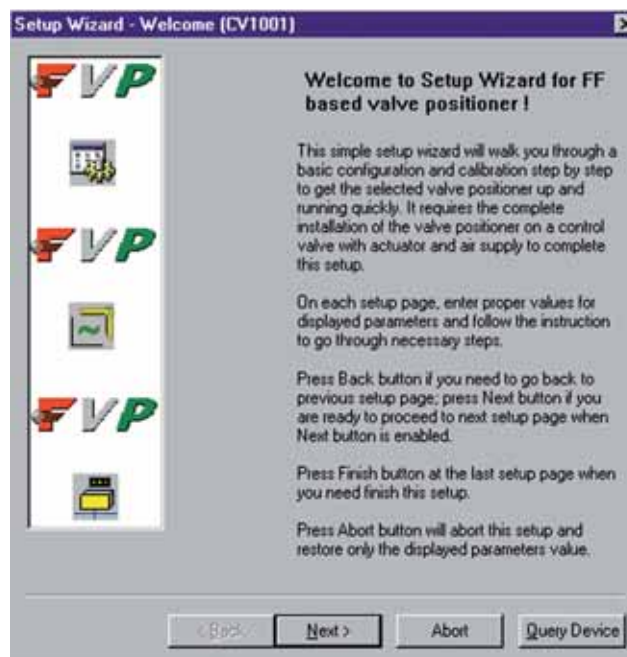 Setup Wizard - Welcome (CV1001)
FVP
Welcome to Setup Wizard for FF
based valve positioner !
This simple setup wizard will walk you through a
basic configuration and calibration step by step
to get the selected valve positioner up and
running quickly. It requires the complete
installation of the valve positioner on a control
valve with actuator and air supply to complete
this setup.
FVP
On each setup page, enter proper values for
displayed parameters and follow the instruction
to go through necessary steps.
Press Back button if you need to go back to
previous setup page; press Next button if you
are ready to proceed to next setup page when
Next button is enabled.
FVP
Press Finish button at the last setup page when
you need finish this setup.
Press Abort button will abort this setup and
restore only the displayed parameters value.
< Back
Next >
Abort
Query Device